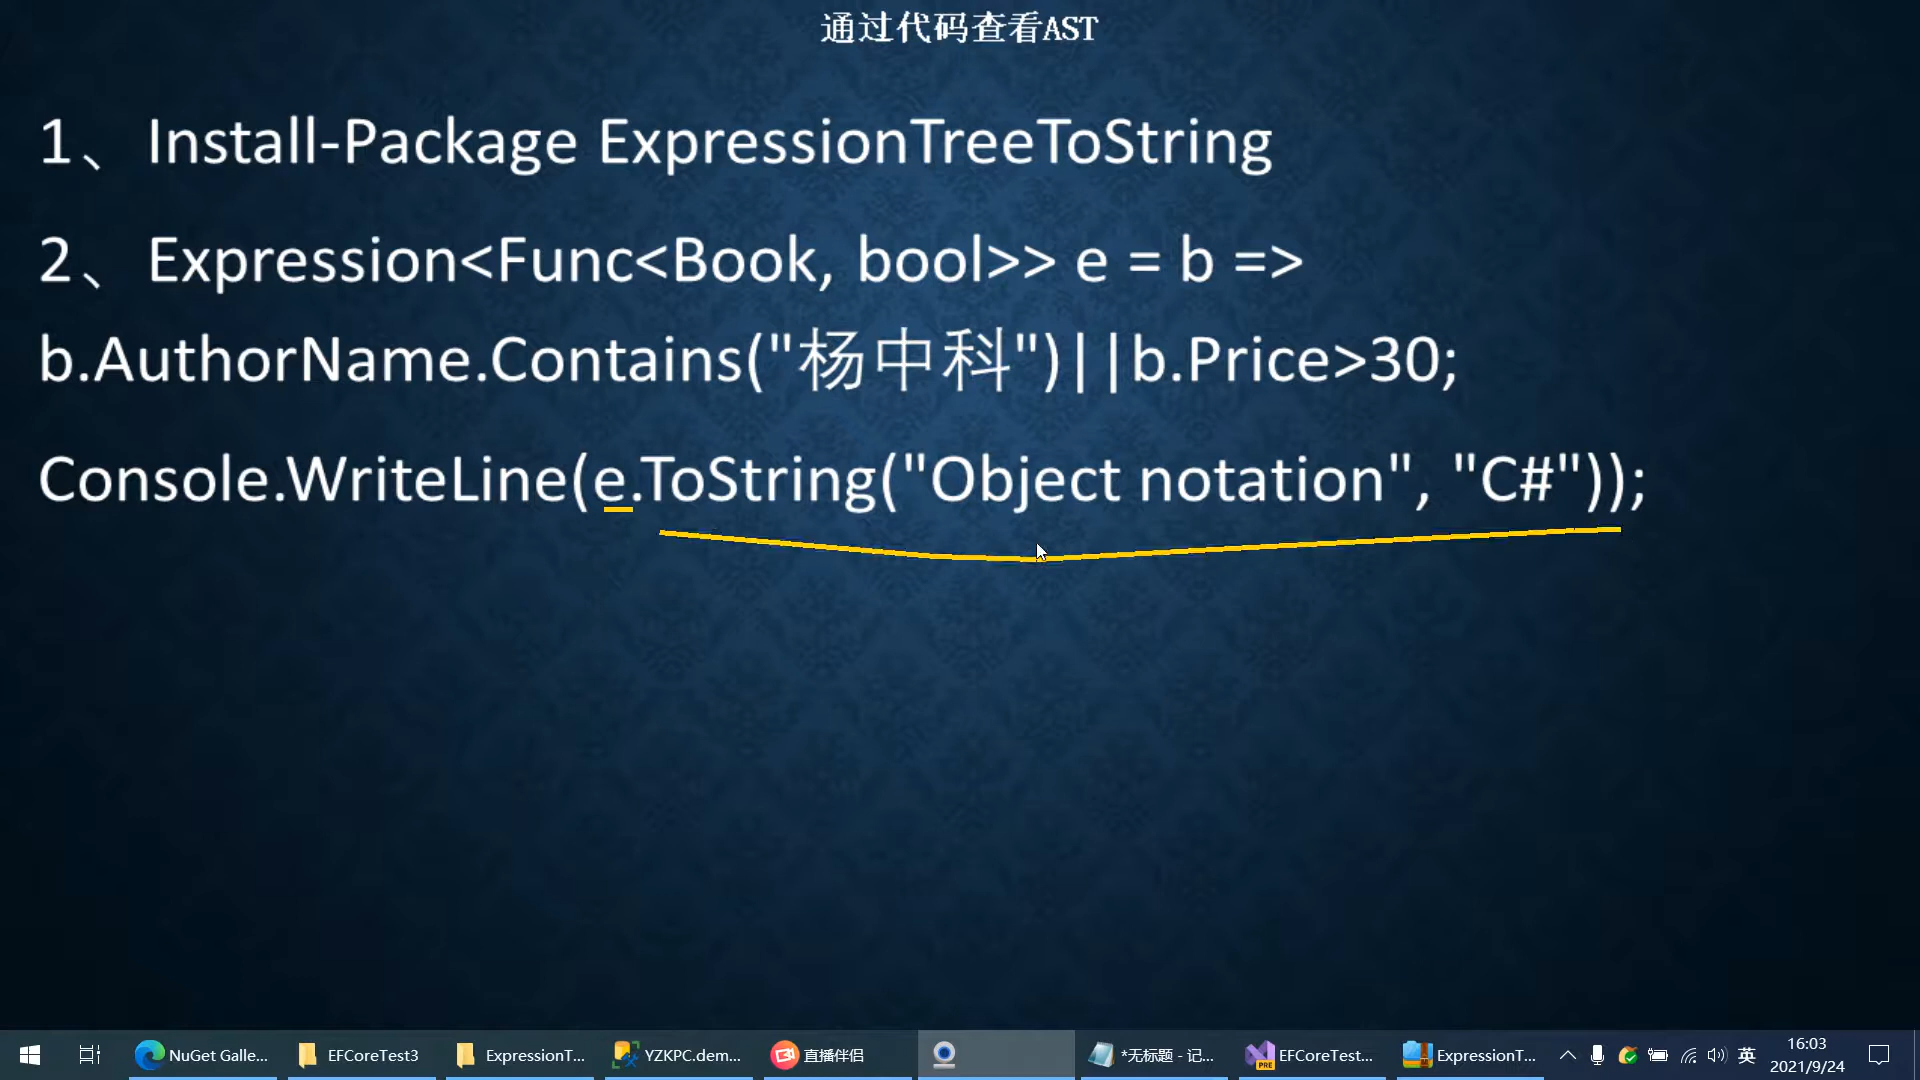 通过代码查看AST
1、Install-Package ExpressionTreeToString
2、Expression<Func<Book, bool>> e = b =>
b.AuthorName.Contains("杨中科")||b.Price>30;
Console.WriteLine(e.ToString("Object notation", "C#"));
NuGet Galle...
EFCoreTest3
ExpressionT...
YZKPC.dem...
直播伴侣
*无标题 - 记...
EFCoreTest...
ExpressionT...
英
16:03
2021/9/24